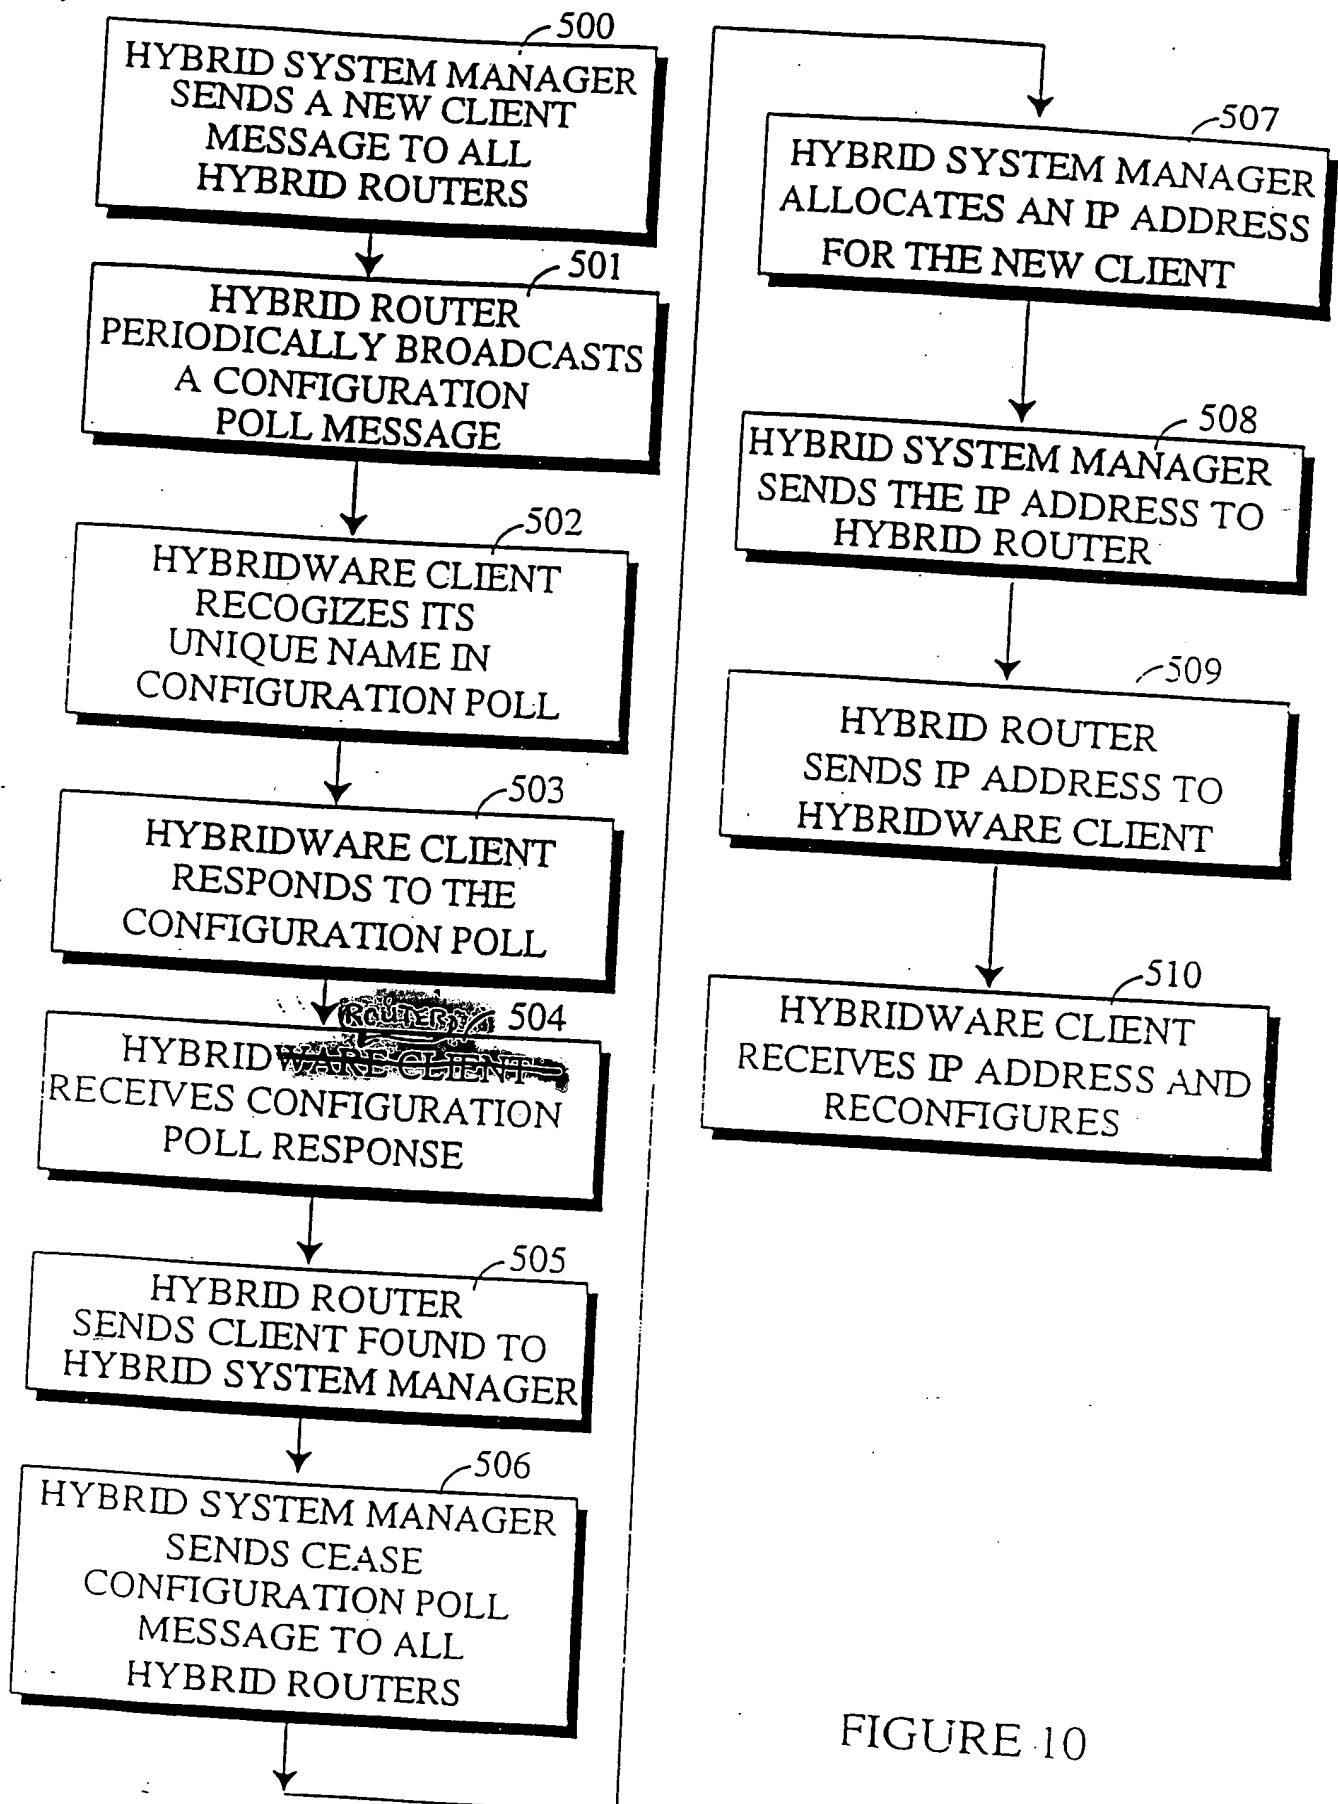 500
HYBRID SYSTEM MANAGER
SENDS A NEW CLIENT
MESSAGE TO ALL
HYBRID ROUTERS
501
HYBRID ROUTER
PERIODICALLY BROADCASTS
A CONFIGURATION
POLL MESSAGE
502
HYBRIDWARE CLIENT
RECOGIZES ITS
UNIQUE NAME IN
CONFIGURATION POLL
503
HYBRIDWARE CLIENT
RESPONDS TO THE
CONFIGURATION POLL
ROUTER
504
HYBRIDWARE CLIENT
RECEIVES CONFIGURATION
POLL RESPONSE
505
HYBRID ROUTER
SENDS CLIENT FOUND TO
HYBRID SYSTEM MANAGER
506
HYBRID SYSTEM MANAGER
SENDS CEASE
CONFIGURATION POLL
MESSAGE TO ALL
HYBRID ROUTERS
507
HYBRID SYSTEM MANAGER
ALLOCATES AN IP ADDRESS
FOR THE NEW CLIENT
508
HYBRID SYSTEM MANAGER
SENDS THE IP ADDRESS TO
HYBRID ROUTER
509
HYBRID ROUTER
SENDS IP ADDRESS TO
HYBRIDWARE CLIENT
510
HYBRIDWARE CLIENT
RECEIVES IP ADDRESS AND
RECONFIGURES
FIGURE 10